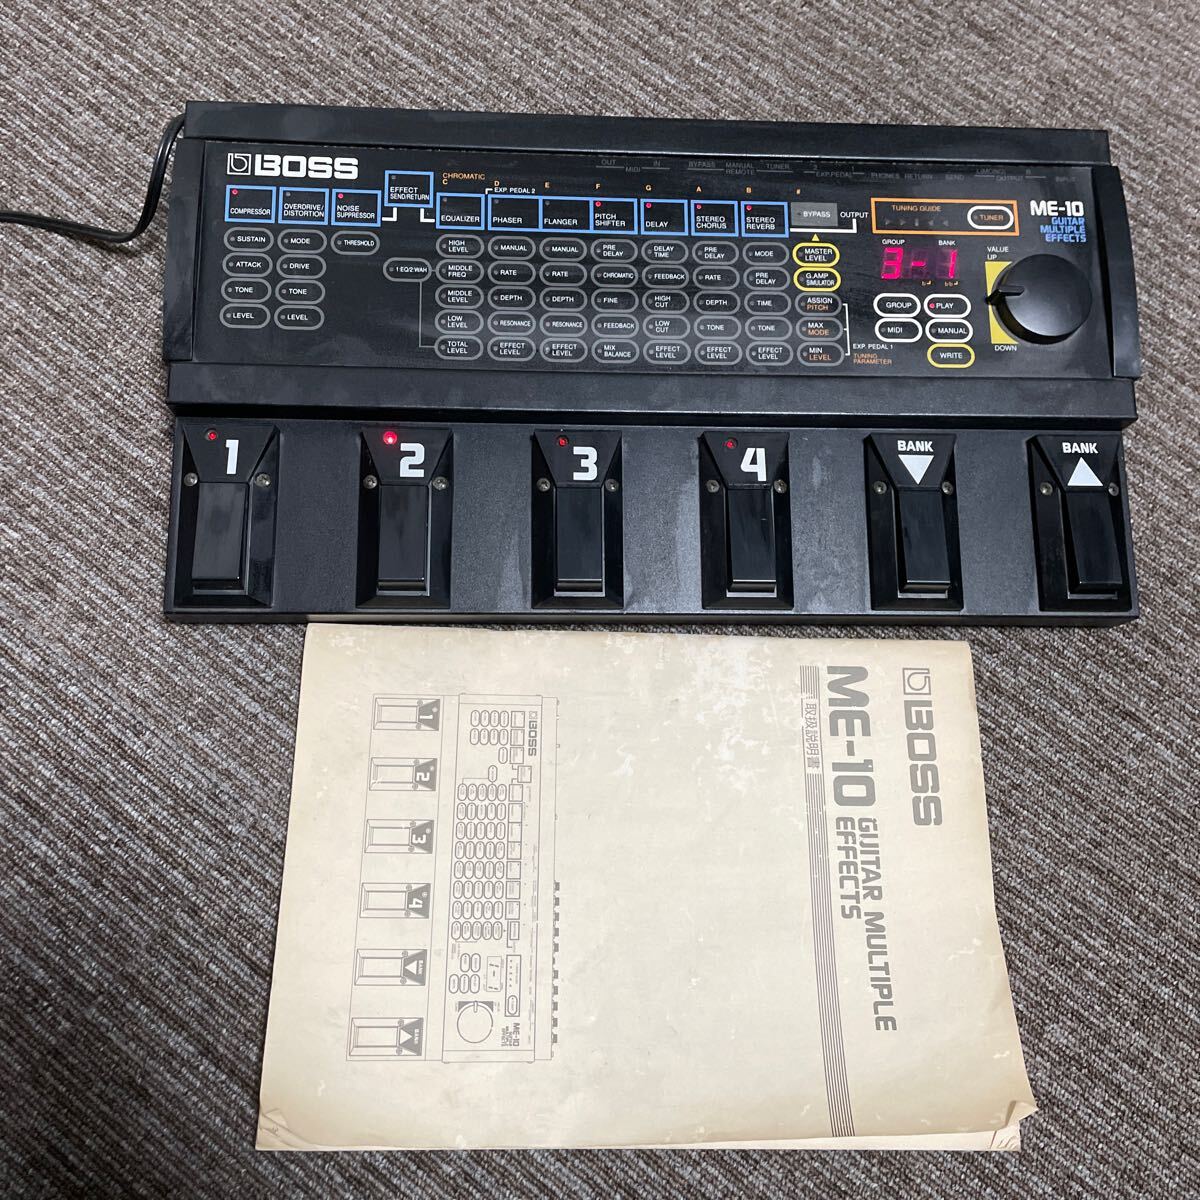 BOSS
OUT MIDI IN
BYPASS MANUAL TUNER
REMOTE
EXP.PEDAL
PHONES RETURN SEND
OUTPUT
INPUT
CHROMATIC
C D E F G A B #
EXP. PEDAL 2
COMPRESSOR
OVERDRIVE/DISTORTION
NOISE SUPPRESSOR
EFFECT SEND/RETURN
EQUALIZER
PHASER
FLANGER
PITCH SHIFTER
DELAY
STEREO CHORUS
STEREO REVERB
BYPASS
OUTPUT
TUNING GUIDE
TUNER
ME-10
GUITAR
MULTIPLE
EFFECTS
SUSTAIN
MODE
THRESHOLD
HIGH LEVEL
MANUAL
MANUAL
PRE DELAY
DELAY TIME
PRE DELAY
MODE
MASTER LEVEL
ATTACK
DRIVE
1 EQ/2 WAH
MIDDLE FREQ
RATE
RATE
CHROMATIC
FEEDBACK
RATE
PRE DELAY
G.AMP SIMULATOR
TONE
TONE
MIDDLE LEVEL
DEPTH
DEPTH
FINE
HIGH CUT
DEPTH
TIME
ASSIGN PITCH
LEVEL
LEVEL
LOW LEVEL
RESONANCE
RESONANCE
FEEDBACK
LOW CUT
TONE
TONE
MAX MODE
TOTAL LEVEL
EFFECT LEVEL
EFFECT LEVEL
MIX BALANCE
EFFECT LEVEL
EFFECT LEVEL
EFFECT LEVEL
MIN LEVEL
EXP. PEDAL 1
TUNING PARAMETER
GROUP
BANK
3-1
GROUP
PLAY
MIDI
MANUAL
WRITE
VALUE
UP
DOWN
1
2
3
4
BANK
BANK
BOSS
ME-10 GUITAR MULTIPLE EFFECTS
取扱説明書
BOSS
ME-10
1
2
3
4
BANK
BANK